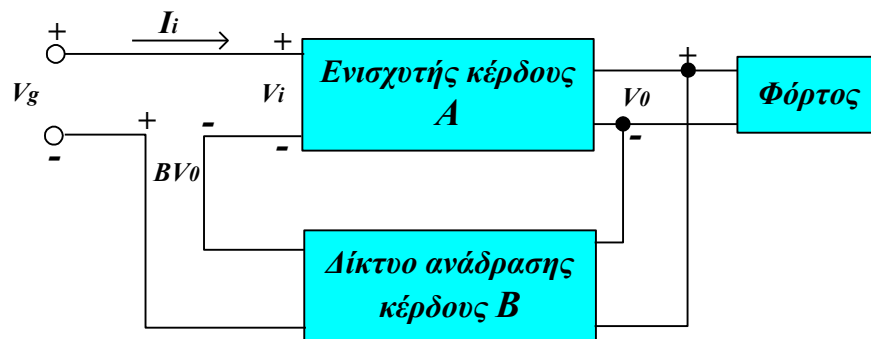 +
Ii
+
Vg
Vi
Ενισχυτής κέρδους
A
+
V0
Φόρτος
-
+
-
-
-
BV0
Δίκτυο ανάδρασης
κέρδους B